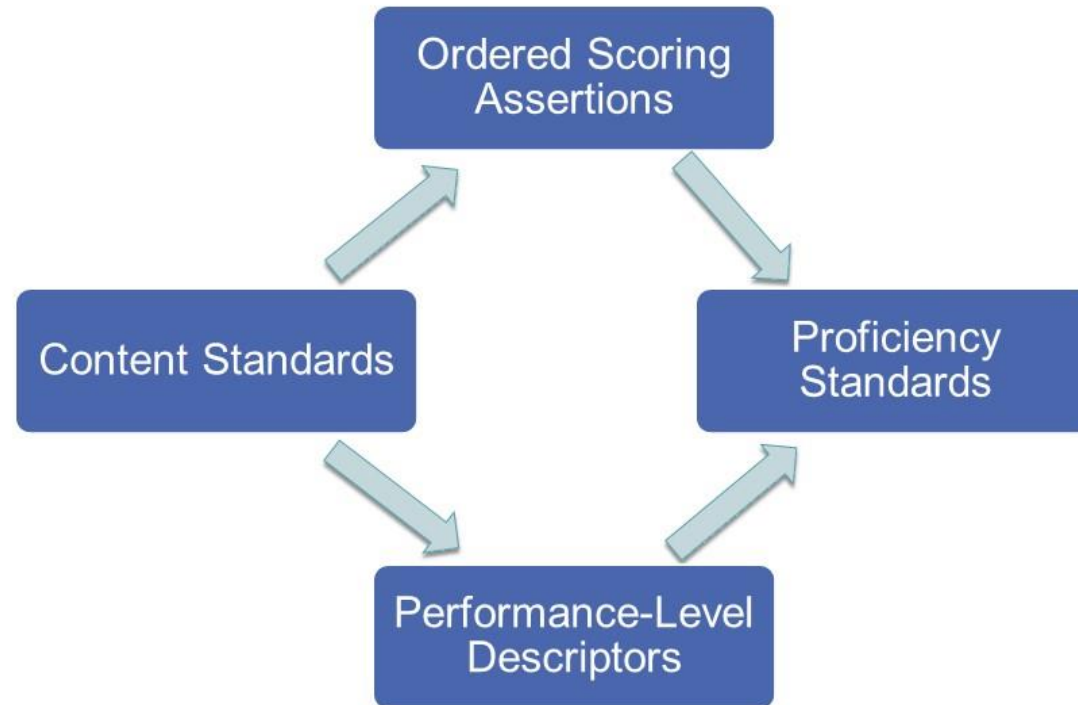 Ordered Scoring
Assertions
Content Standards
Proficiency
Standards
Performance-Level
Descriptors